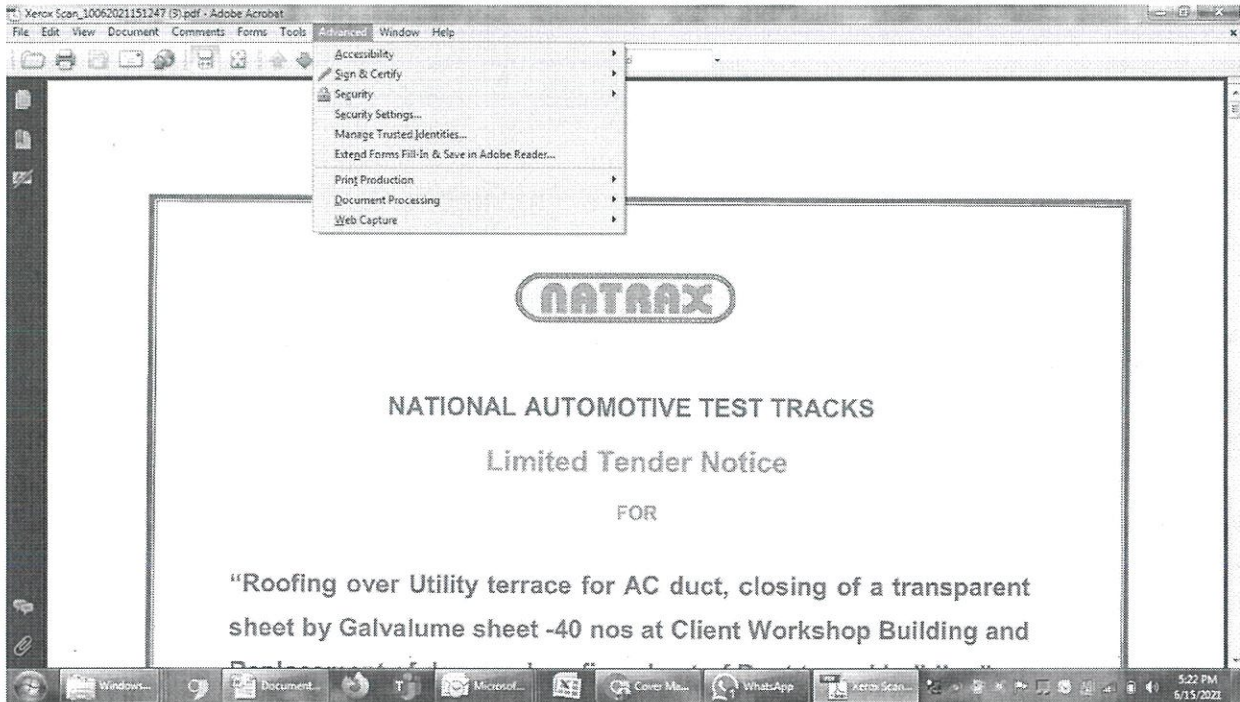 Xerox Scan_10062021151247 (3).pdf - Adobe Acrobat
File Edit View Document Comments Forms Tools Advanced Window Help
Accessibility
Sign & Certify
Security
Security Settings...
Manage Trusted Identities...
Extend Forms Fill-In & Save in Adobe Reader...
Print Production
Document Processing
Web Capture
NATRAX
NATIONAL AUTOMOTIVE TEST TRACKS
Limited Tender Notice
FOR
“Roofing over Utility terrace for AC duct, closing of a transparent
sheet by Galvalume sheet -40 nos at Client Workshop Building and
Windows... Document... Microsof... Cover Me... WhatsApp Xerox Scan... 5:22 PM
6/15/2021